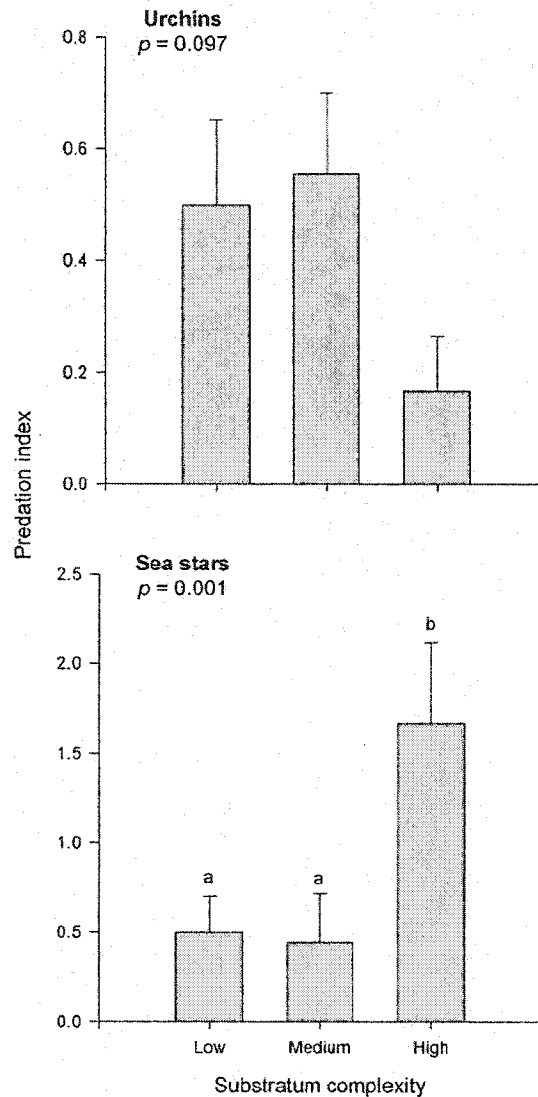 Urchins
p = 0.097
0.8
0.6
0.4
0.2
0.0
Predation index
Sea stars
p = 0.001
2.5
2.0
1.5
1.0
0.5
0.0
a
a
b
Low Medium High
Substratum complexity